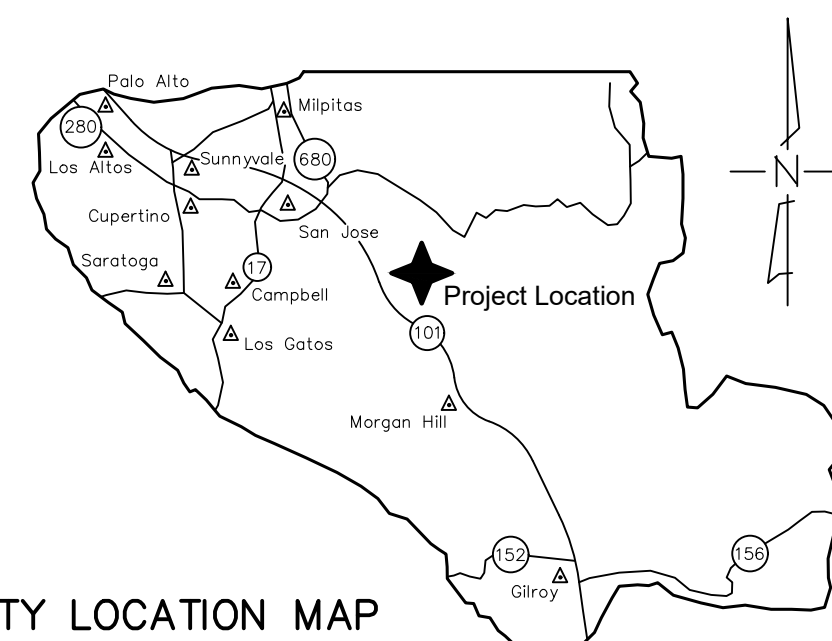 Palo Alto
Milpitas
280
Los Altos
Sunnyvale
680
Cupertino
San Jose
N
Saratoga
17
Campbell
Project Location
101
Los Gatos
Morgan Hill
152
156
Gilroy
TY LOCATION MAP